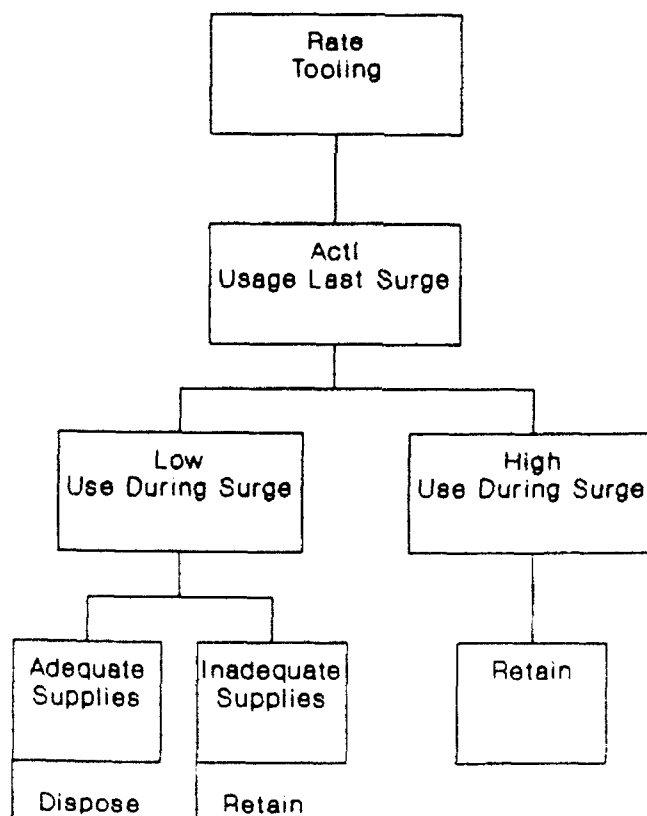 Rate
Tooling
Actl
Usage Last Surge
Low
Use During Surge
High
Use During Surge
Adequate
Supplies
Inadequate
Supplies
Retain
Dispose
Retain